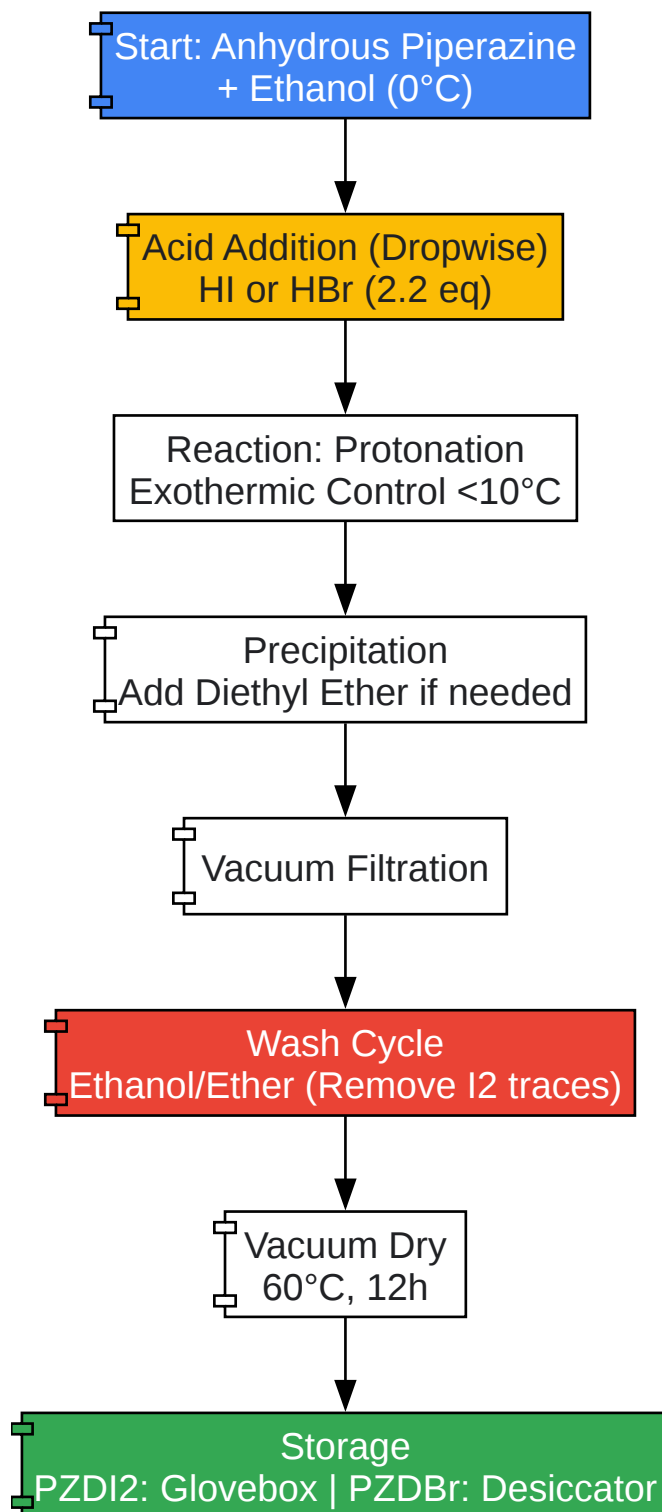 Start: Anhydrous Piperazine
+ Ethanol (0°C)
Acid Addition (Dropwise)
HI or HBr (2.2 eq)
Reaction: Protonation
Exothermic Control <10°C
Precipitation
Add Diethyl Ether if needed
Vacuum Filtration
Wash Cycle
Ethanol/Ether (Remove I2 traces)
Vacuum Dry
60°C, 12h
Storage
PZDI2: Glovebox | PZDBr: Desiccator